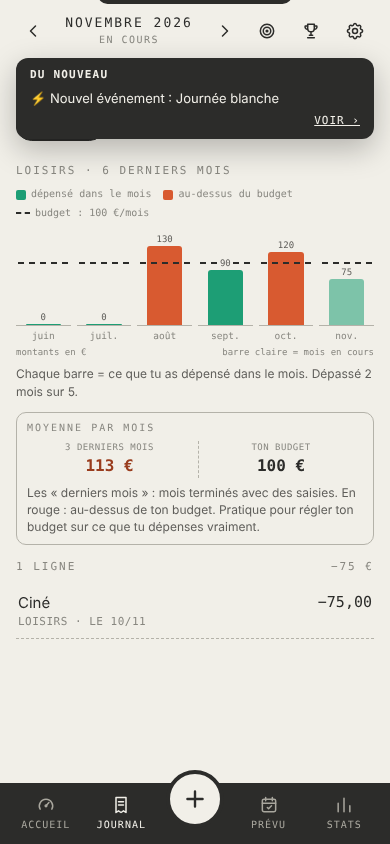 NOVEMBRE 2026
EN COURS
DU NOUVEAU
⚡ Nouvel événement : Journée blanche
VOIR ›
LOISIRS · 6 DERNIERS MOIS
dépensé dans le mois au-dessus du budget
budget : 100 €/mois
0 0 130 90 120 75
juin juil. août sept. oct. nov.
montants en € barre claire = mois en cours
Chaque barre = ce que tu as dépensé dans le mois. Dépassé 2
mois sur 5.
MOYENNE PAR MOIS
3 DERNIERS MOIS TON BUDGET
113 € 100 €
Les « derniers mois » : mois terminés avec des saisies. En
rouge : au-dessus de ton budget. Pratique pour régler ton
budget sur ce que tu dépenses vraiment.
1 LIGNE −75 €
Ciné −75,00
LOISIRS · LE 10/11
ACCUEIL JOURNAL PRÉVU STATS